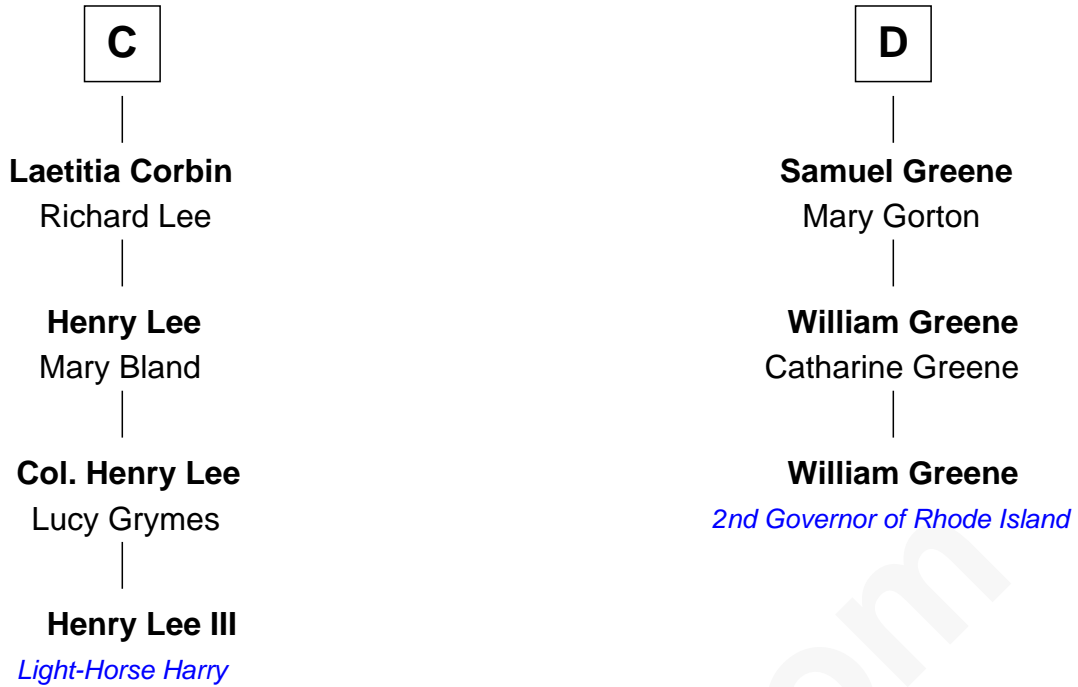 C
Laetitia Corbin
Richard Lee
Henry Lee
Mary Bland
Col. Henry Lee
Lucy Grymes
Henry Lee III
Light-Horse Harry
D
Samuel Greene
Mary Gorton
William Greene
Catharine Greene
William Greene
2nd Governor of Rhode Island
om